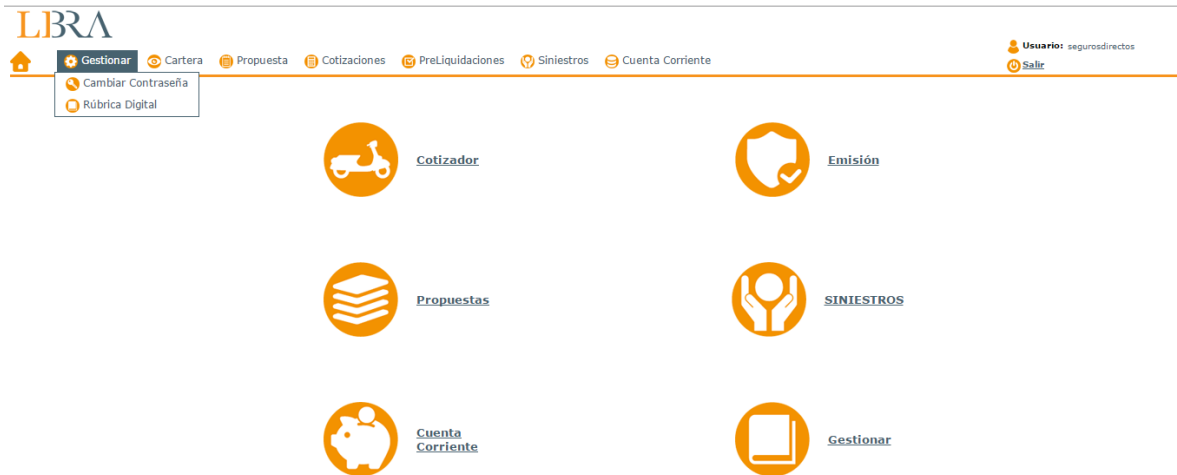 LIBRA
Usuario: segurosdirectos
Gestionar Cartera Propuesta Cotizaciones PreLiquidaciones Siniestros Cuenta Corriente
Salir
Cambiar Contraseña
Rúbrica Digital
Cotizador
Emisión
Propuestas
SINIESTROS
Cuenta
Corriente
Gestionar